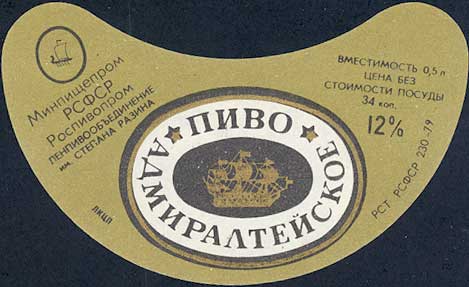 Минпищепром
РСФСР
Роспивопром
ЛЕНПИВООБЪЕДИНЕНИЕ
им. СТЕПАНА РАЗИНА
ЛКЦП
ПИВО
АДМИРАЛТЕЙСКОЕ
ВМЕСТИМОСТЬ 0,5 л
ЦЕНА БЕЗ
СТОИМОСТИ ПОСУДЫ
34 коп.
12%
РСТ РСФСР 230-79